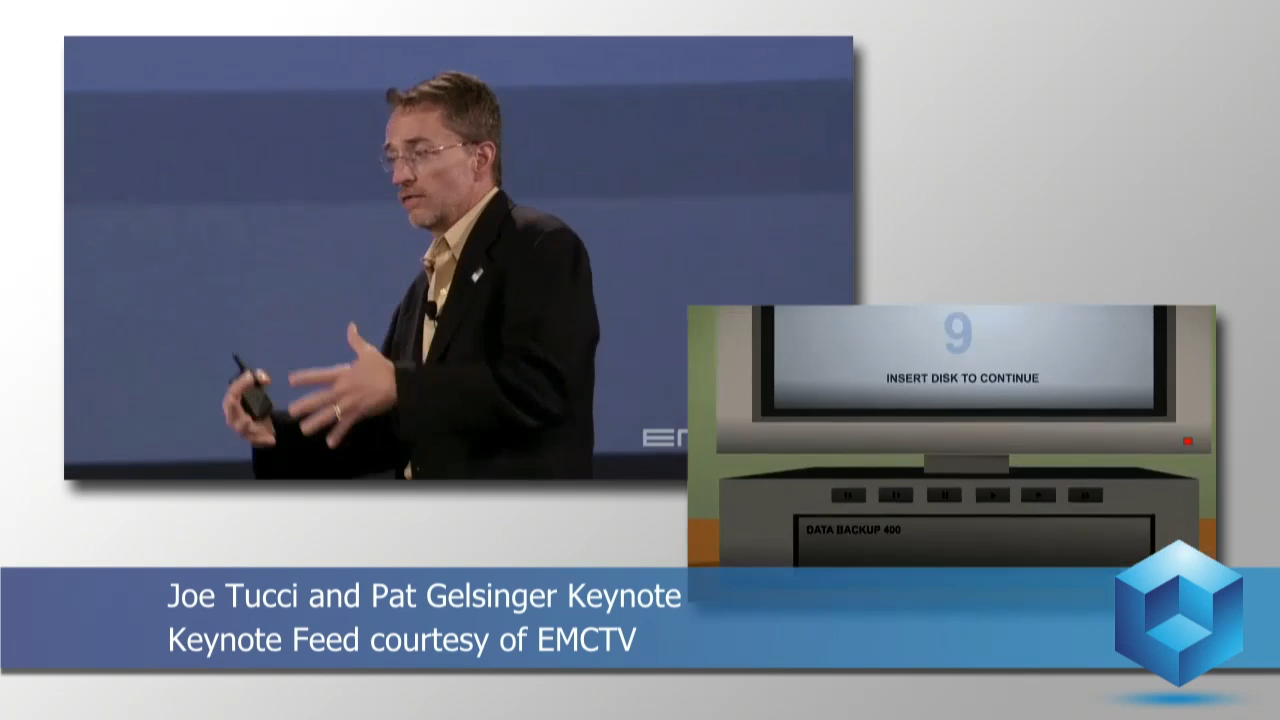 9
INSERT DISK TO CONTINUE
DATA BACKUP 400
Joe Tucci and Pat Gelsinger Keynote
Keynote Feed courtesy of EMCTV